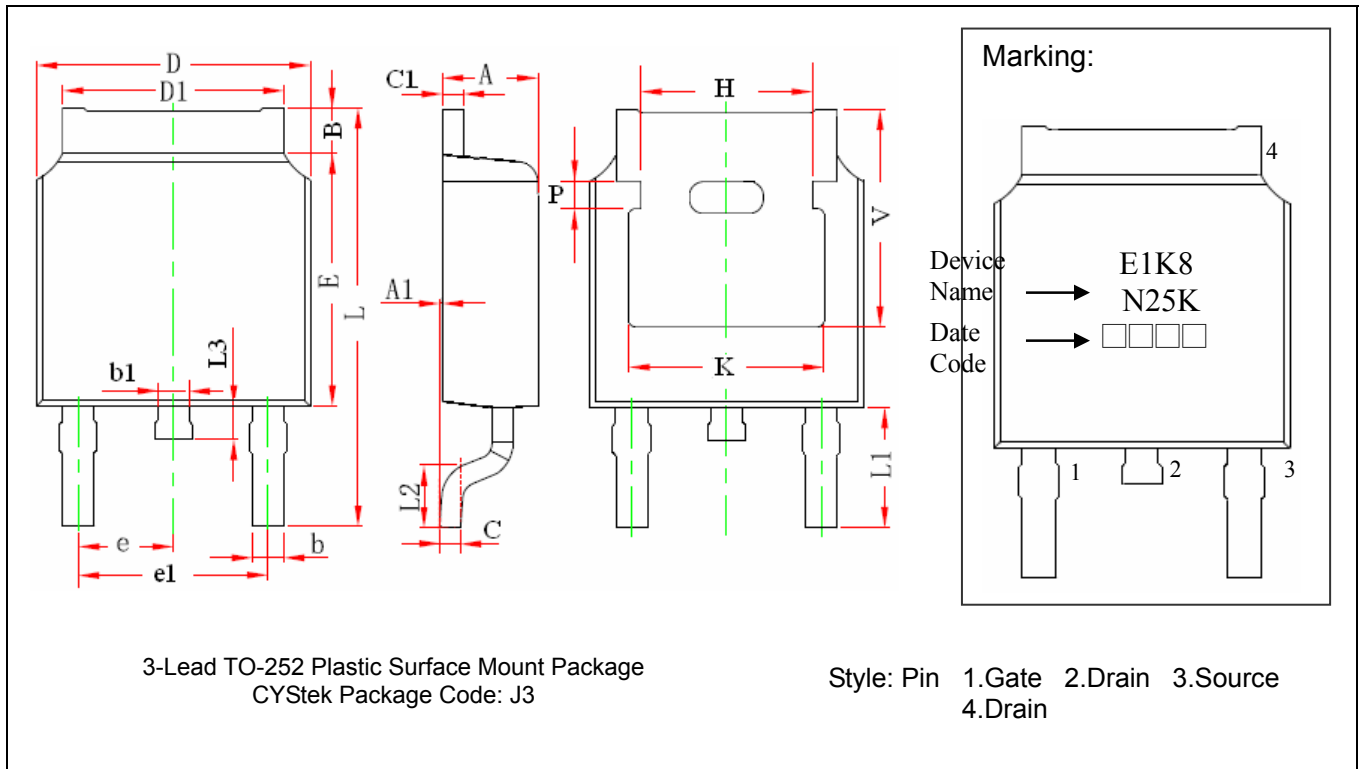 D
D1
B
E
L
L3
b1
e
e1
b
C1
A
A1
L2
C
H
P
V
K
L1
Marking:
4
Device
Name
E1K8
N25K
Date
Code
□□□□
1
2
3
3-Lead TO-252 Plastic Surface Mount Package
CYStek Package Code: J3
Style: Pin 1.Gate 2.Drain 3.Source
4.Drain